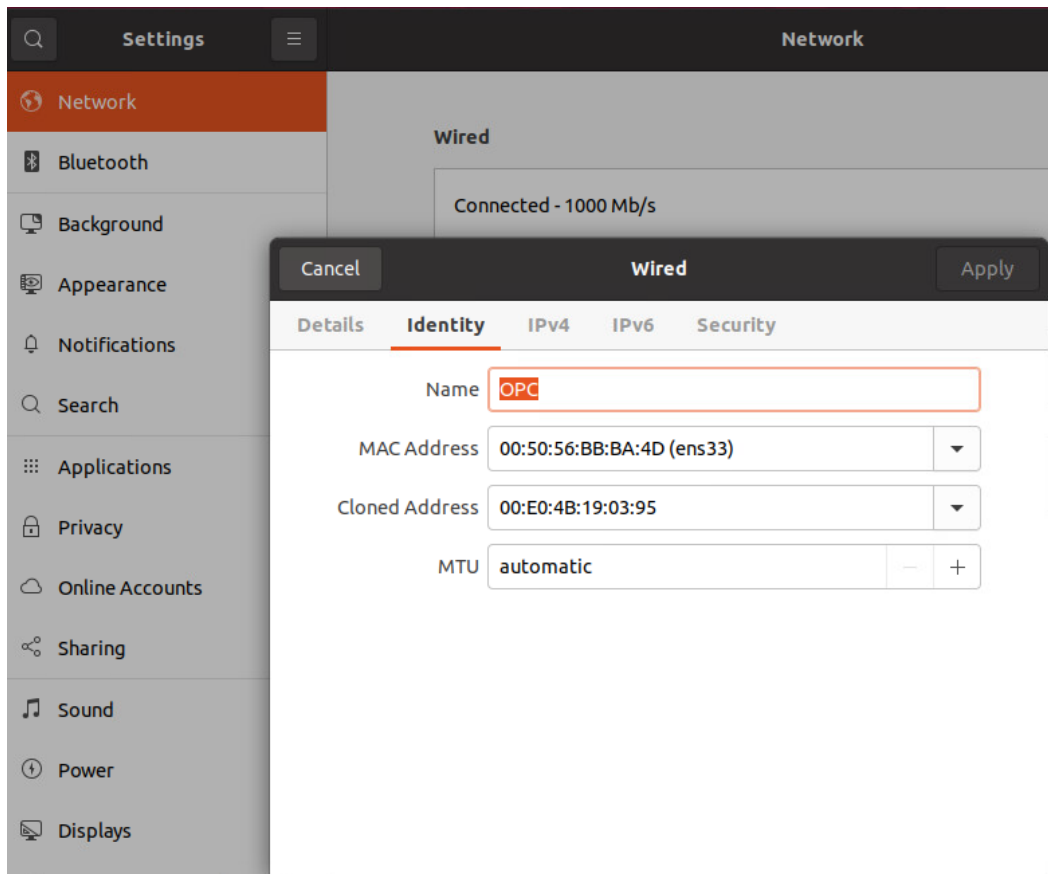 Settings
Network
Network
Bluetooth
Background
Appearance
Notifications
Search
Applications
Privacy
Online Accounts
Sharing
Sound
Power
Displays
Wired
Connected - 1000 Mb/s
Cancel
Wired
Apply
Details Identity IPv4 IPv6 Security
Name OPC
MAC Address 00:50:56:BB:BA:4D (ens33)
Cloned Address 00:E0:4B:19:03:95
MTU automatic